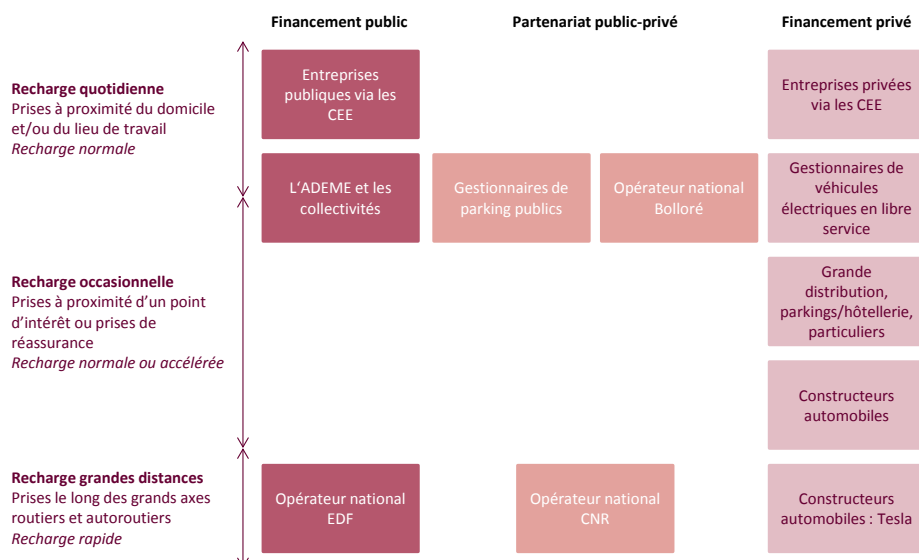 Financement public
Partenariat public-privé
Financement privé
Recharge quotidienne
Prises à proximité du domicile
et/ou du lieu de travail
Recharge normale
Entreprises
publiques via les
CEE
Entreprises privées
via les CEE
L'ADEME et les
collectivités
Gestionnaires de
parking publics
Opérateur national
Bolloré
Gestionnaires de
véhicules
électriques en libre
service
Recharge occasionnelle
Prises à proximité d'un point
d'intérêt ou prises de
réassurance
Recharge normale ou accélérée
Grande
distribution,
parkings/hôtellerie,
particuliers
Constructeurs
automobiles
Recharge grandes distances
Prises le long des grands axes
routiers et autoroutiers
Recharge rapide
Opérateur national
EDF
Opérateur national
CNR
Constructeurs
automobiles : Tesla